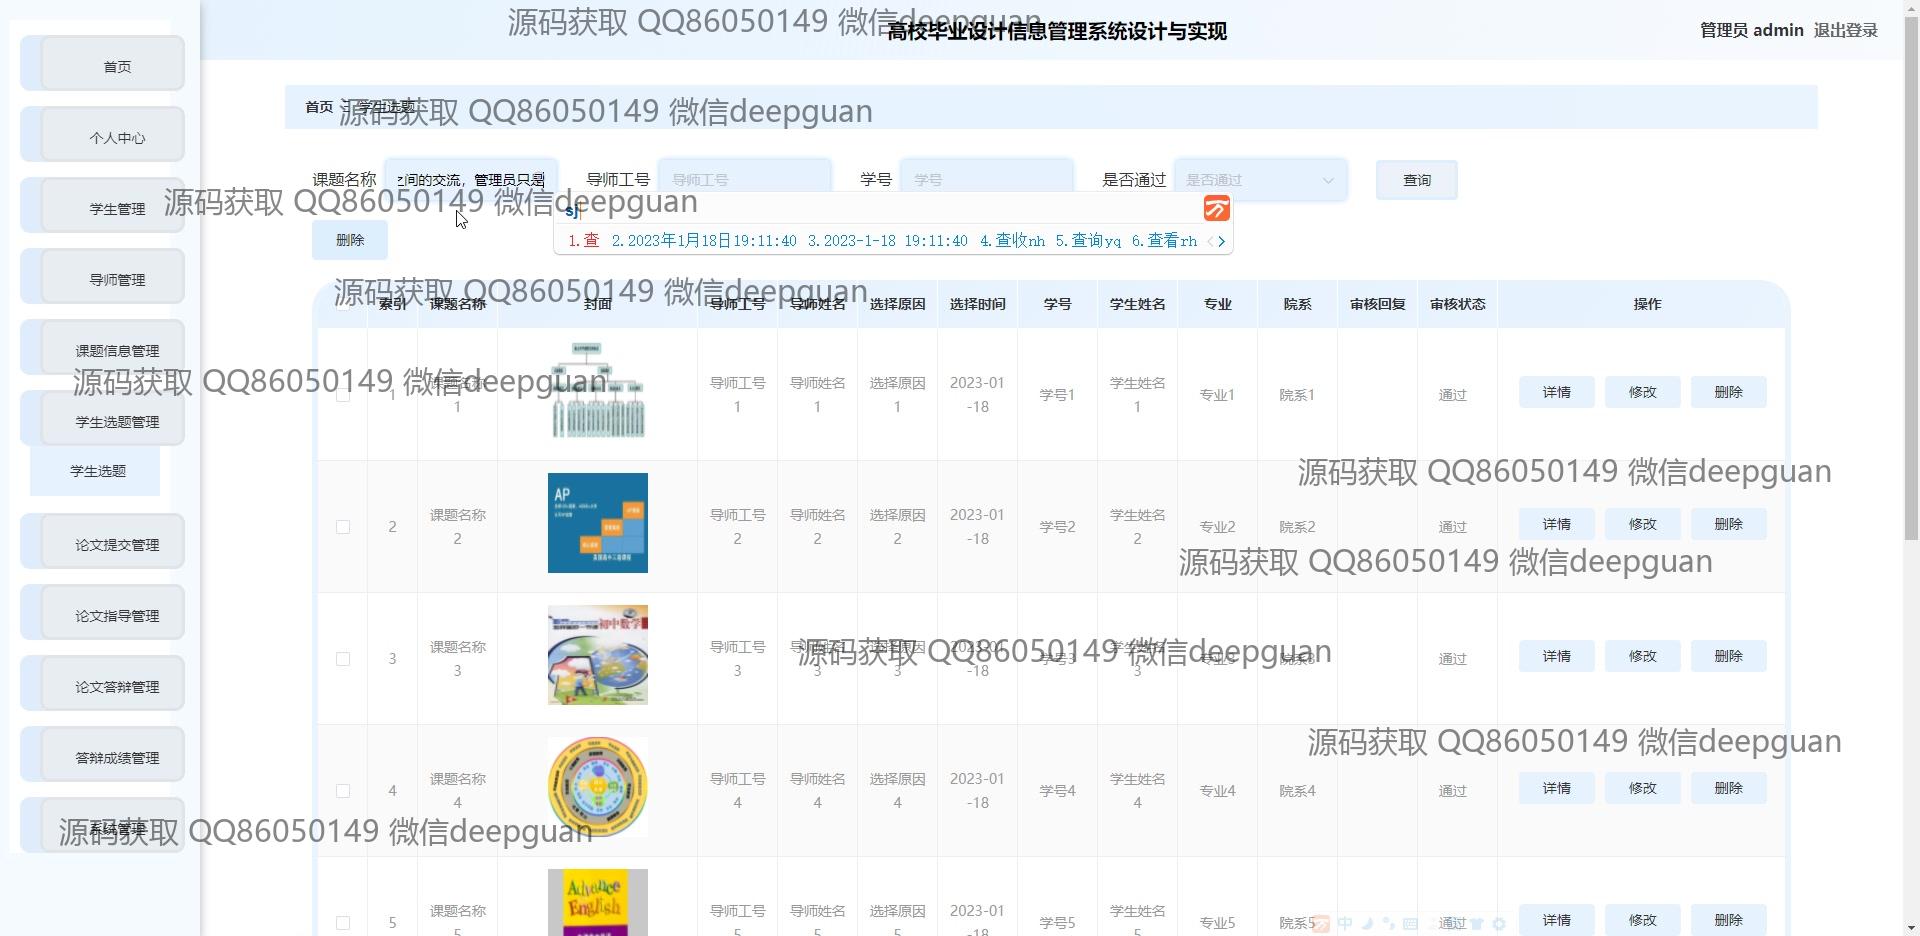 高校毕业设计信息管理系统设计与实现
管理员 admin 退出登录
源码获取 QQ86050149 微信deepguan
首页
个人中心
学生管理
导师管理
课题信息管理
学生选题管理
学生选题
论文提交管理
论文指导管理
论文答辩管理
答辩成绩管理
系统管理
首页 学生选题
源码获取 QQ86050149 微信deepguan
课题名称 之间的交流，管理员只是 导师工号 导师工号 学号 学号 是否通过 是否通过 查询
源码获取 QQ86050149 微信deepguan
sj
1.查 2.2023年1月18日19:11:40 3.2023-1-18 19:11:40 4.查收nh 5.查询yq 6.查看rh
删除
源码获取 QQ86050149 微信deepguan
索引 课题名称 封面 导师工号 导师姓名 选择原因 选择时间 学号 学生姓名 专业 院系 审核回复 审核状态 操作
1 课题名称1 导师工号1 导师姓名1 选择原因1 2023-01-18 学号1 学生姓名1 专业1 院系1 通过 详情 修改 删除
源码获取 QQ86050149 微信deepguan
源码获取 QQ86050149 微信deepguan
2 课题名称2 AP 导师工号2 导师姓名2 选择原因2 2023-01-18 学号2 学生姓名2 专业2 院系2 通过 详情 修改 删除
源码获取 QQ86050149 微信deepguan
3 课题名称3 初中数学 导师工号3 导师姓名3 选择原因3 2023-01-18 学号3 学生姓名3 专业3 院系3 通过 详情 修改 删除
源码获取 QQ86050149 微信deepguan
源码获取 QQ86050149 微信deepguan
4 课题名称4 导师工号4 导师姓名4 选择原因4 2023-01-18 学号4 学生姓名4 专业4 院系4 通过 详情 修改 删除
源码获取 QQ86050149 微信deepguan
5 课题名称5 Advance English 导师工号5 导师姓名5 选择原因5 2023-01-18 学号5 学生姓名5 专业5 院系5 通过 详情 修改 删除
中